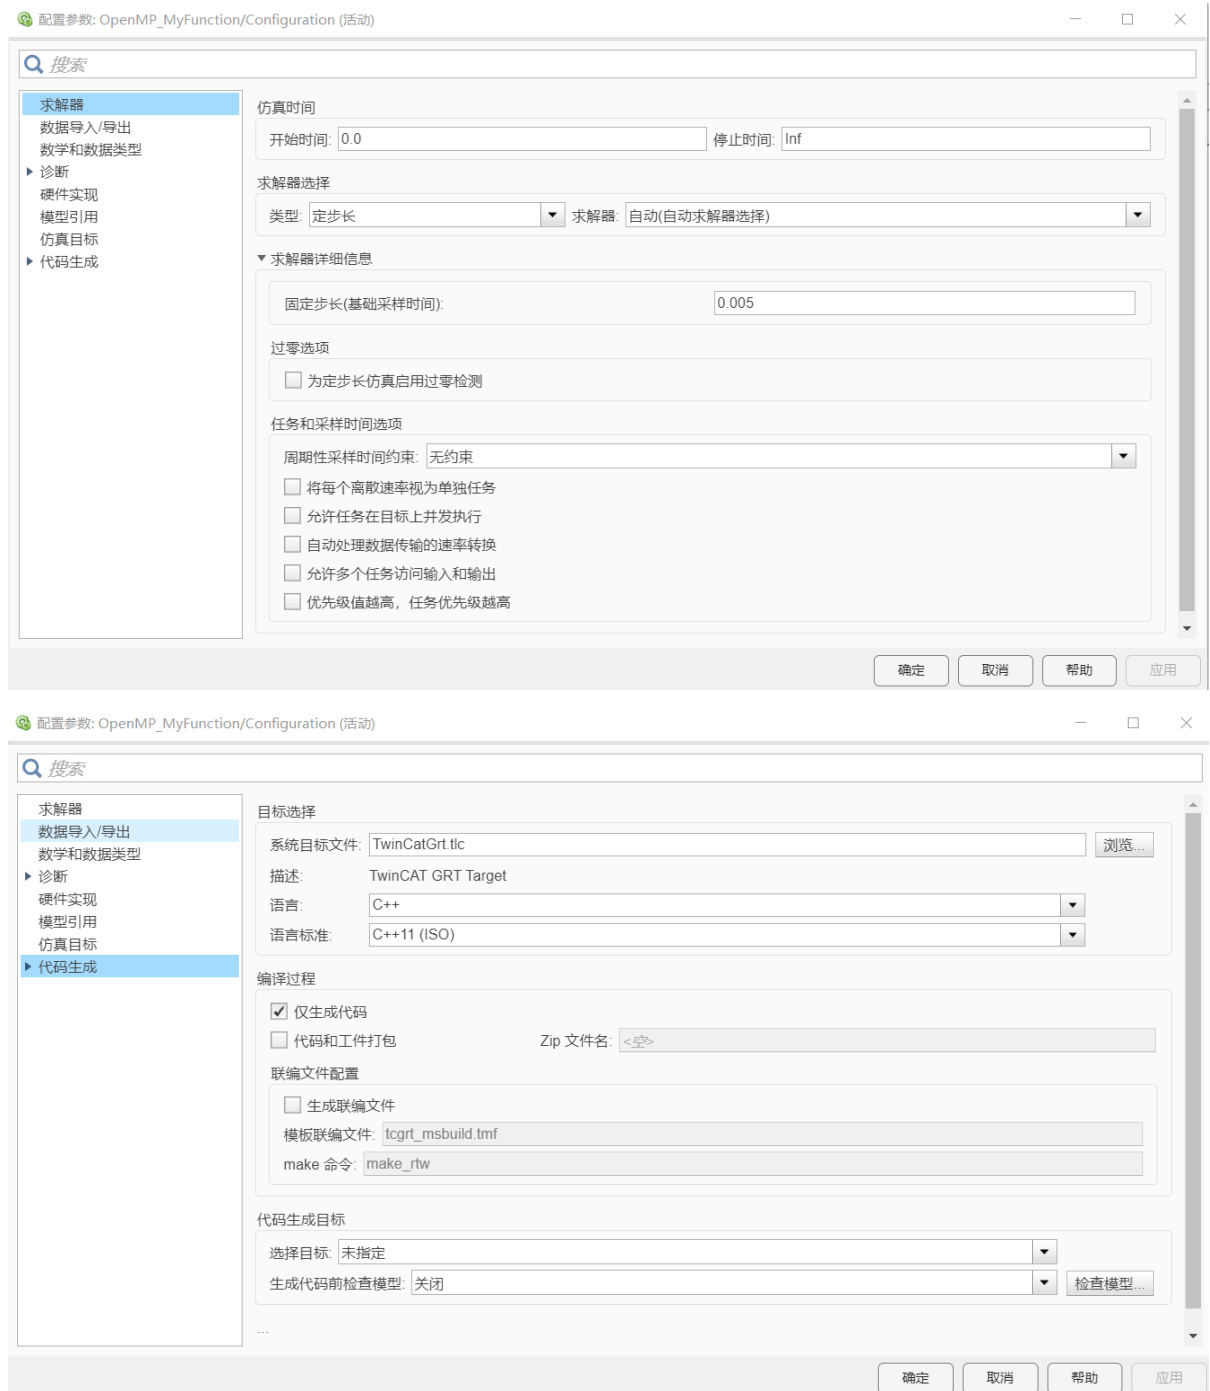 配置参数: OpenMP_MyFunction/Configuration (活动)
搜索
求解器
数据导入/导出
数学和数据类型
诊断
硬件实现
模型引用
仿真目标
代码生成
仿真时间
开始时间: 0.0 停止时间: Inf
求解器选择
类型: 定步长 求解器: 自动(自动求解器选择)
求解器详细信息
固定步长(基础采样时间): 0.005
过零选项
为定步长仿真启用过零检测
任务和采样时间选项
周期性采样时间约束: 无约束
将每个离散速率视为单独任务
允许任务在目标上并发执行
自动处理数据传输的速率转换
允许多个任务访问输入和输出
优先级值越高，任务优先级越高
确定 取消 帮助 应用
配置参数: OpenMP_MyFunction/Configuration (活动)
搜索
求解器
数据导入/导出
数学和数据类型
诊断
硬件实现
模型引用
仿真目标
代码生成
目标选择
系统目标文件: TwinCatGrt.tlc 浏览...
描述: TwinCAT GRT Target
语言: C++
语言标准: C++11 (ISO)
编译过程
仅生成代码
代码和工件打包 Zip 文件名: <空>
联编文件配置
生成联编文件
模板联编文件: tcgrt_msbuild.tmf
make 命令: make_rtw
代码生成目标
选择目标: 未指定
生成代码前检查模型: 关闭 检查模型...
...
确定 取消 帮助 应用